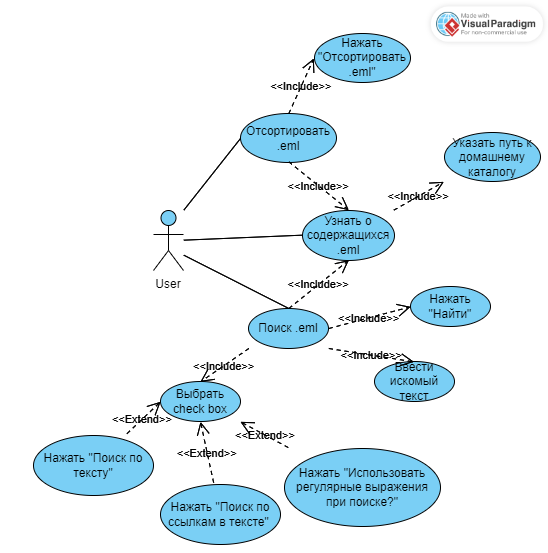 Made with
Visual Paradigm
For non-commercial use
Нажать
"Отсортировать
.eml"
<<Include>>
Отсортировать
.eml
Указать путь к
домашнему
каталогу
<<Include>>
<<Include>>
Узнать о
содержащихся
.eml
User
<<Include>>
Нажать
"Найти"
<<Include>>
Поиск .eml
<<Include>>
Ввести
искомый
текст
<<Include>>
Выбрать
check box
<<Extend>>
<<Extend>>
<<Extend>>
Нажать "Поиск по
тексту"
Нажать "Использовать
регулярные выражения
при поиске?"
Нажать "Поиск по
ссылкам в тексте"